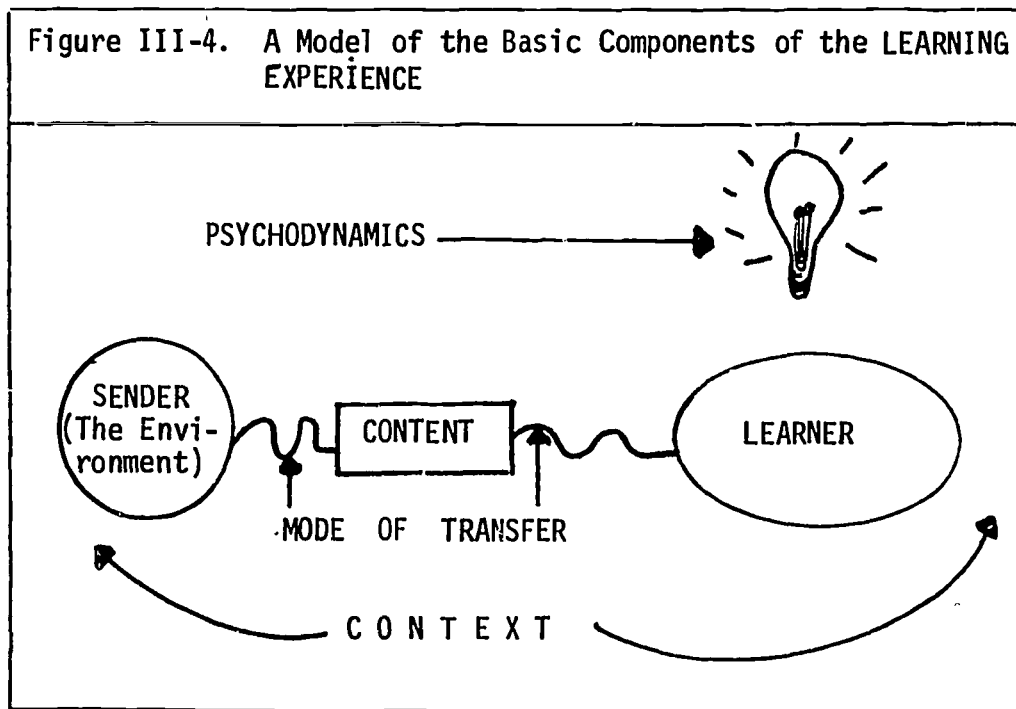 Figure III-4. A Model of the Basic Components of the LEARNING
EXPERIENCE
PSYCHODYNAMICS
SENDER
(The Envi-
ronment)
CONTENT
LEARNER
MODE OF TRANSFER
CONTEXT